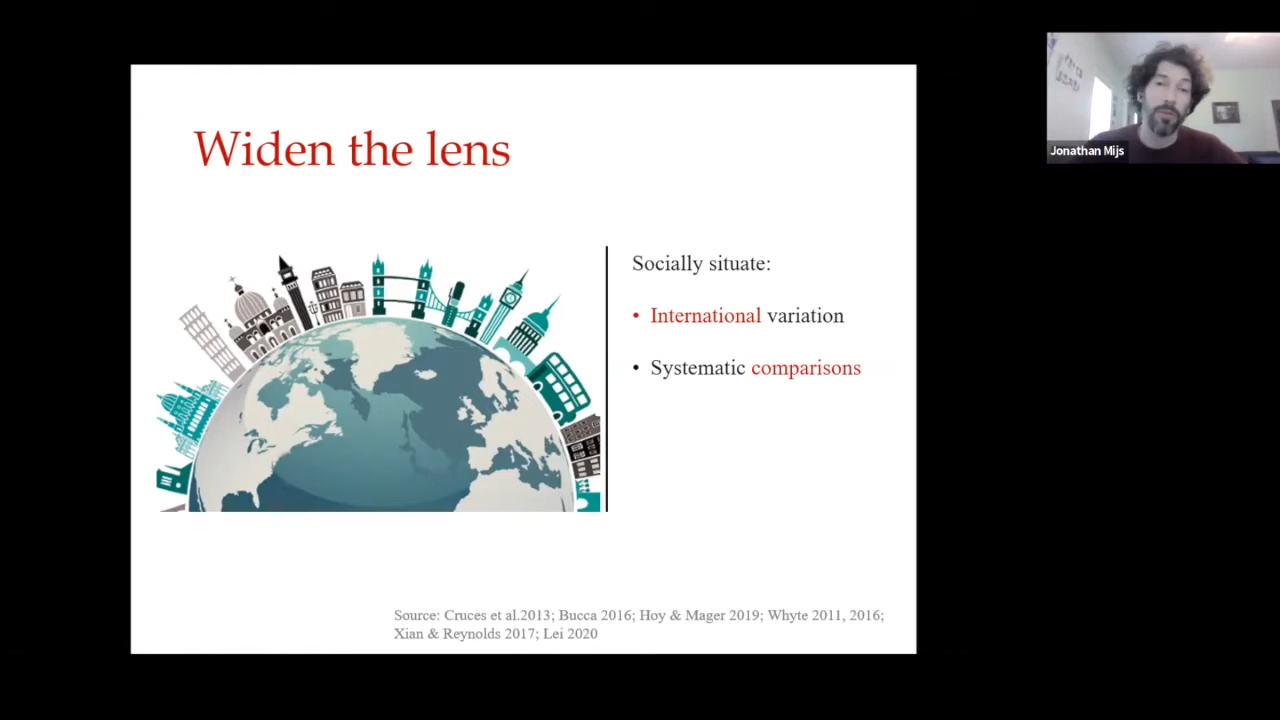 Widen the lens
Socially situate:
• International variation
• Systematic comparisons
Source: Cruces et al.2013; Bucca 2016; Hoy & Mager 2019; Whyte 2011, 2016;
Xian & Reynolds 2017; Lei 2020
Jonathan Mijs